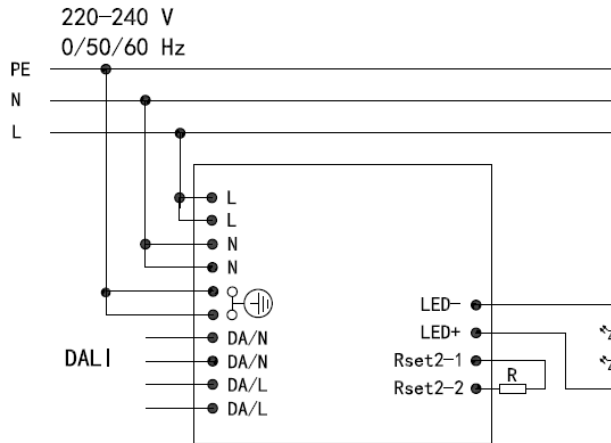 220-240 V
0/50/60 Hz
PE
N
L
L
L
N
N
DA/N
DA/N
DA/L
DA/L
DALI
LED-
LED+
Rset2-1
Rset2-2
R